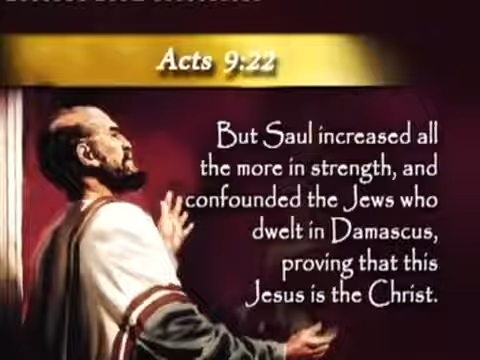 Acts 9:22
But Saul increased all
the more in strength, and
confounded the Jews who
dwelt in Damascus,
proving that this
Jesus is the Christ.